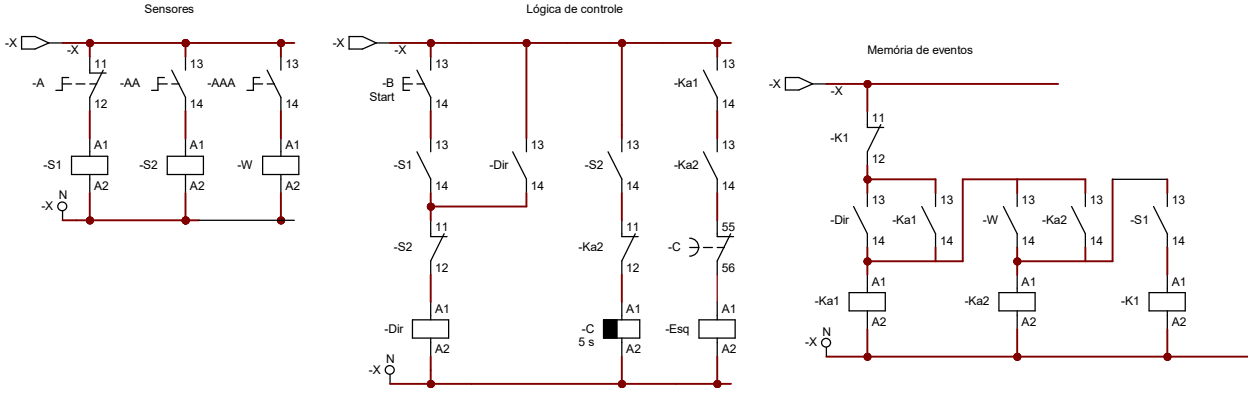 Sensores
-X
-X
11
-A
12
13
-AA
14
13
-AAA
14
A1
-S1
A2
A1
-S2
A2
A1
-W
A2
N
-X
Lógica de controle
-X
-X
13
-B
Start
14
13
-Ka1
14
13
-S1
14
13
-Dir
14
13
-S2
14
13
-Ka2
14
11
-S2
12
11
-Ka2
12
55
-C
56
A1
-Dir
A2
A1
-C
5 s
A2
A1
-Esq
A2
N
-X
Memória de eventos
-X
-X
11
-K1
12
13
-Dir
14
13
-Ka1
14
13
-W
14
13
-Ka2
14
13
-S1
14
A1
-Ka1
A2
A1
-Ka2
A2
A1
-K1
A2
N
-X